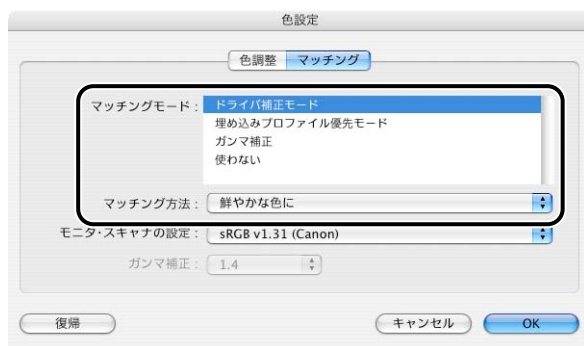 色設定
色調整 マッチング
マッチングモード： ドライバ補正モード
埋め込みプロファイル優先モード
ガンマ補正
使わない
マッチング方法： 鮮やかな色に
モニタ・スキャナの設定： sRGB v1.31 (Canon)
ガンマ補正： 1.4
復帰 キャンセル OK